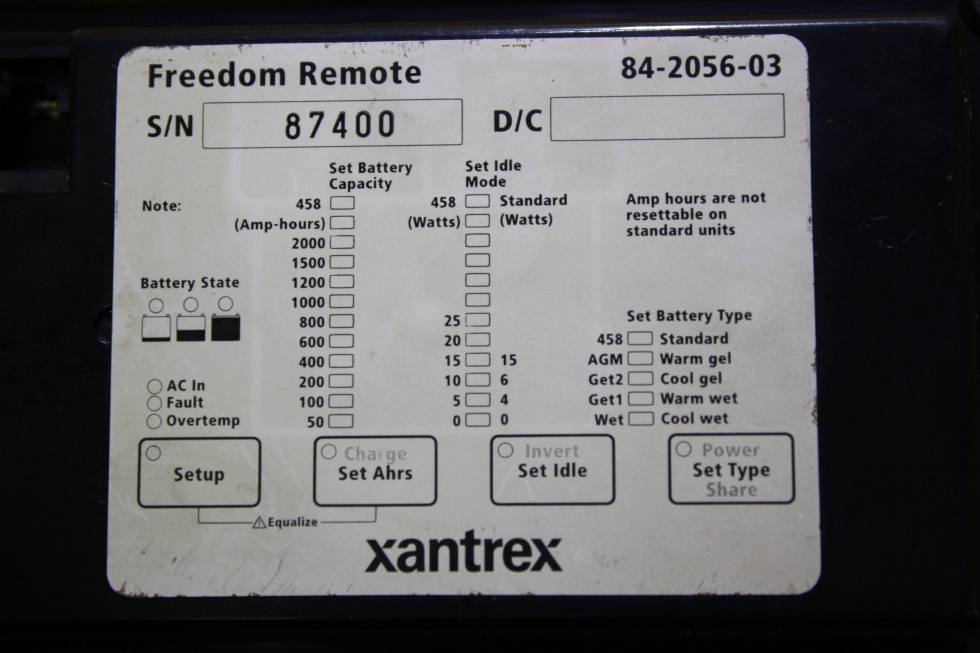 Freedom Remote 84-2056-03
S/N 87400 D/C
Set Battery Capacity
Set Idle Mode
Note:
458
(Amp-hours)
2000
1500
1200
1000
800
600
400
200
100
50
458 Standard
(Watts) (Watts)
25
20
15 15
10 6
5 4
0 0
Amp hours are not
resettable on
standard units
Battery State
AC In
Fault
Overtemp
Set Battery Type
458 Standard
AGM Warm gel
Get2 Cool gel
Get1 Warm wet
Wet Cool wet
Setup
Charge
Set Ahrs
Invert
Set Idle
Power
Set Type
Share
Equalize
xantrex